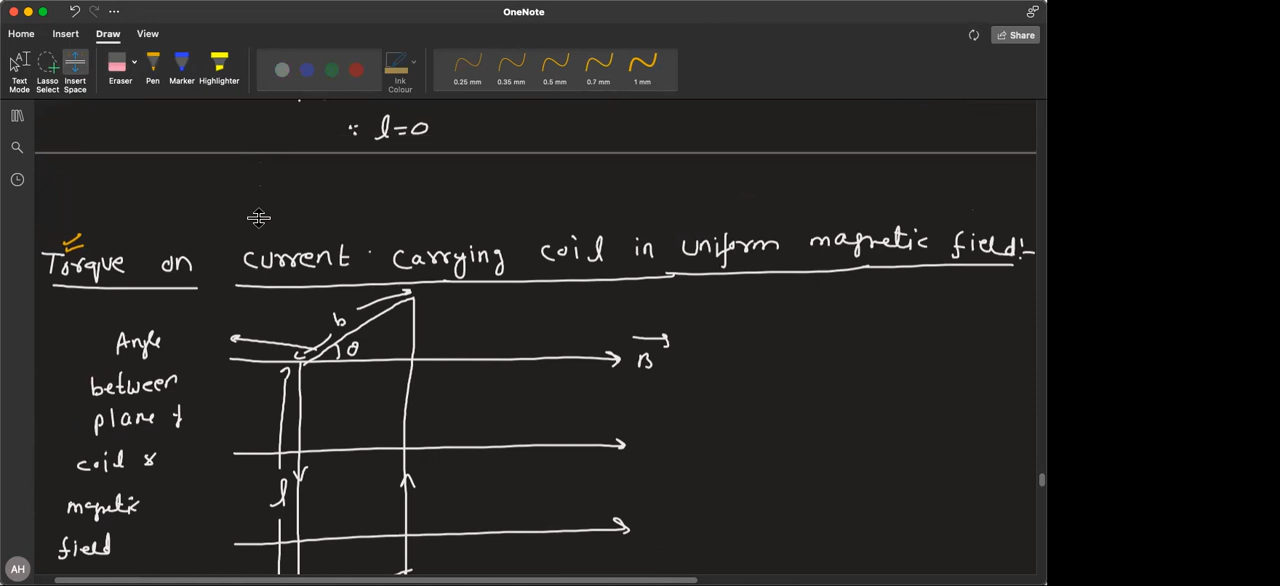 OneNote
Home Insert Draw View
Share
Text Mode
Lasso Select
Insert Space
Eraser
Pen
Marker
Highlighter
Ink Colour
0.25 mm 0.35 mm 0.5 mm 0.7 mm 1 mm
∵ l=0
Torque on current carrying coil in uniform magnetic field:-
b
Angle
θ
B
between
plane of
coil &
magnetic
l
field
AH